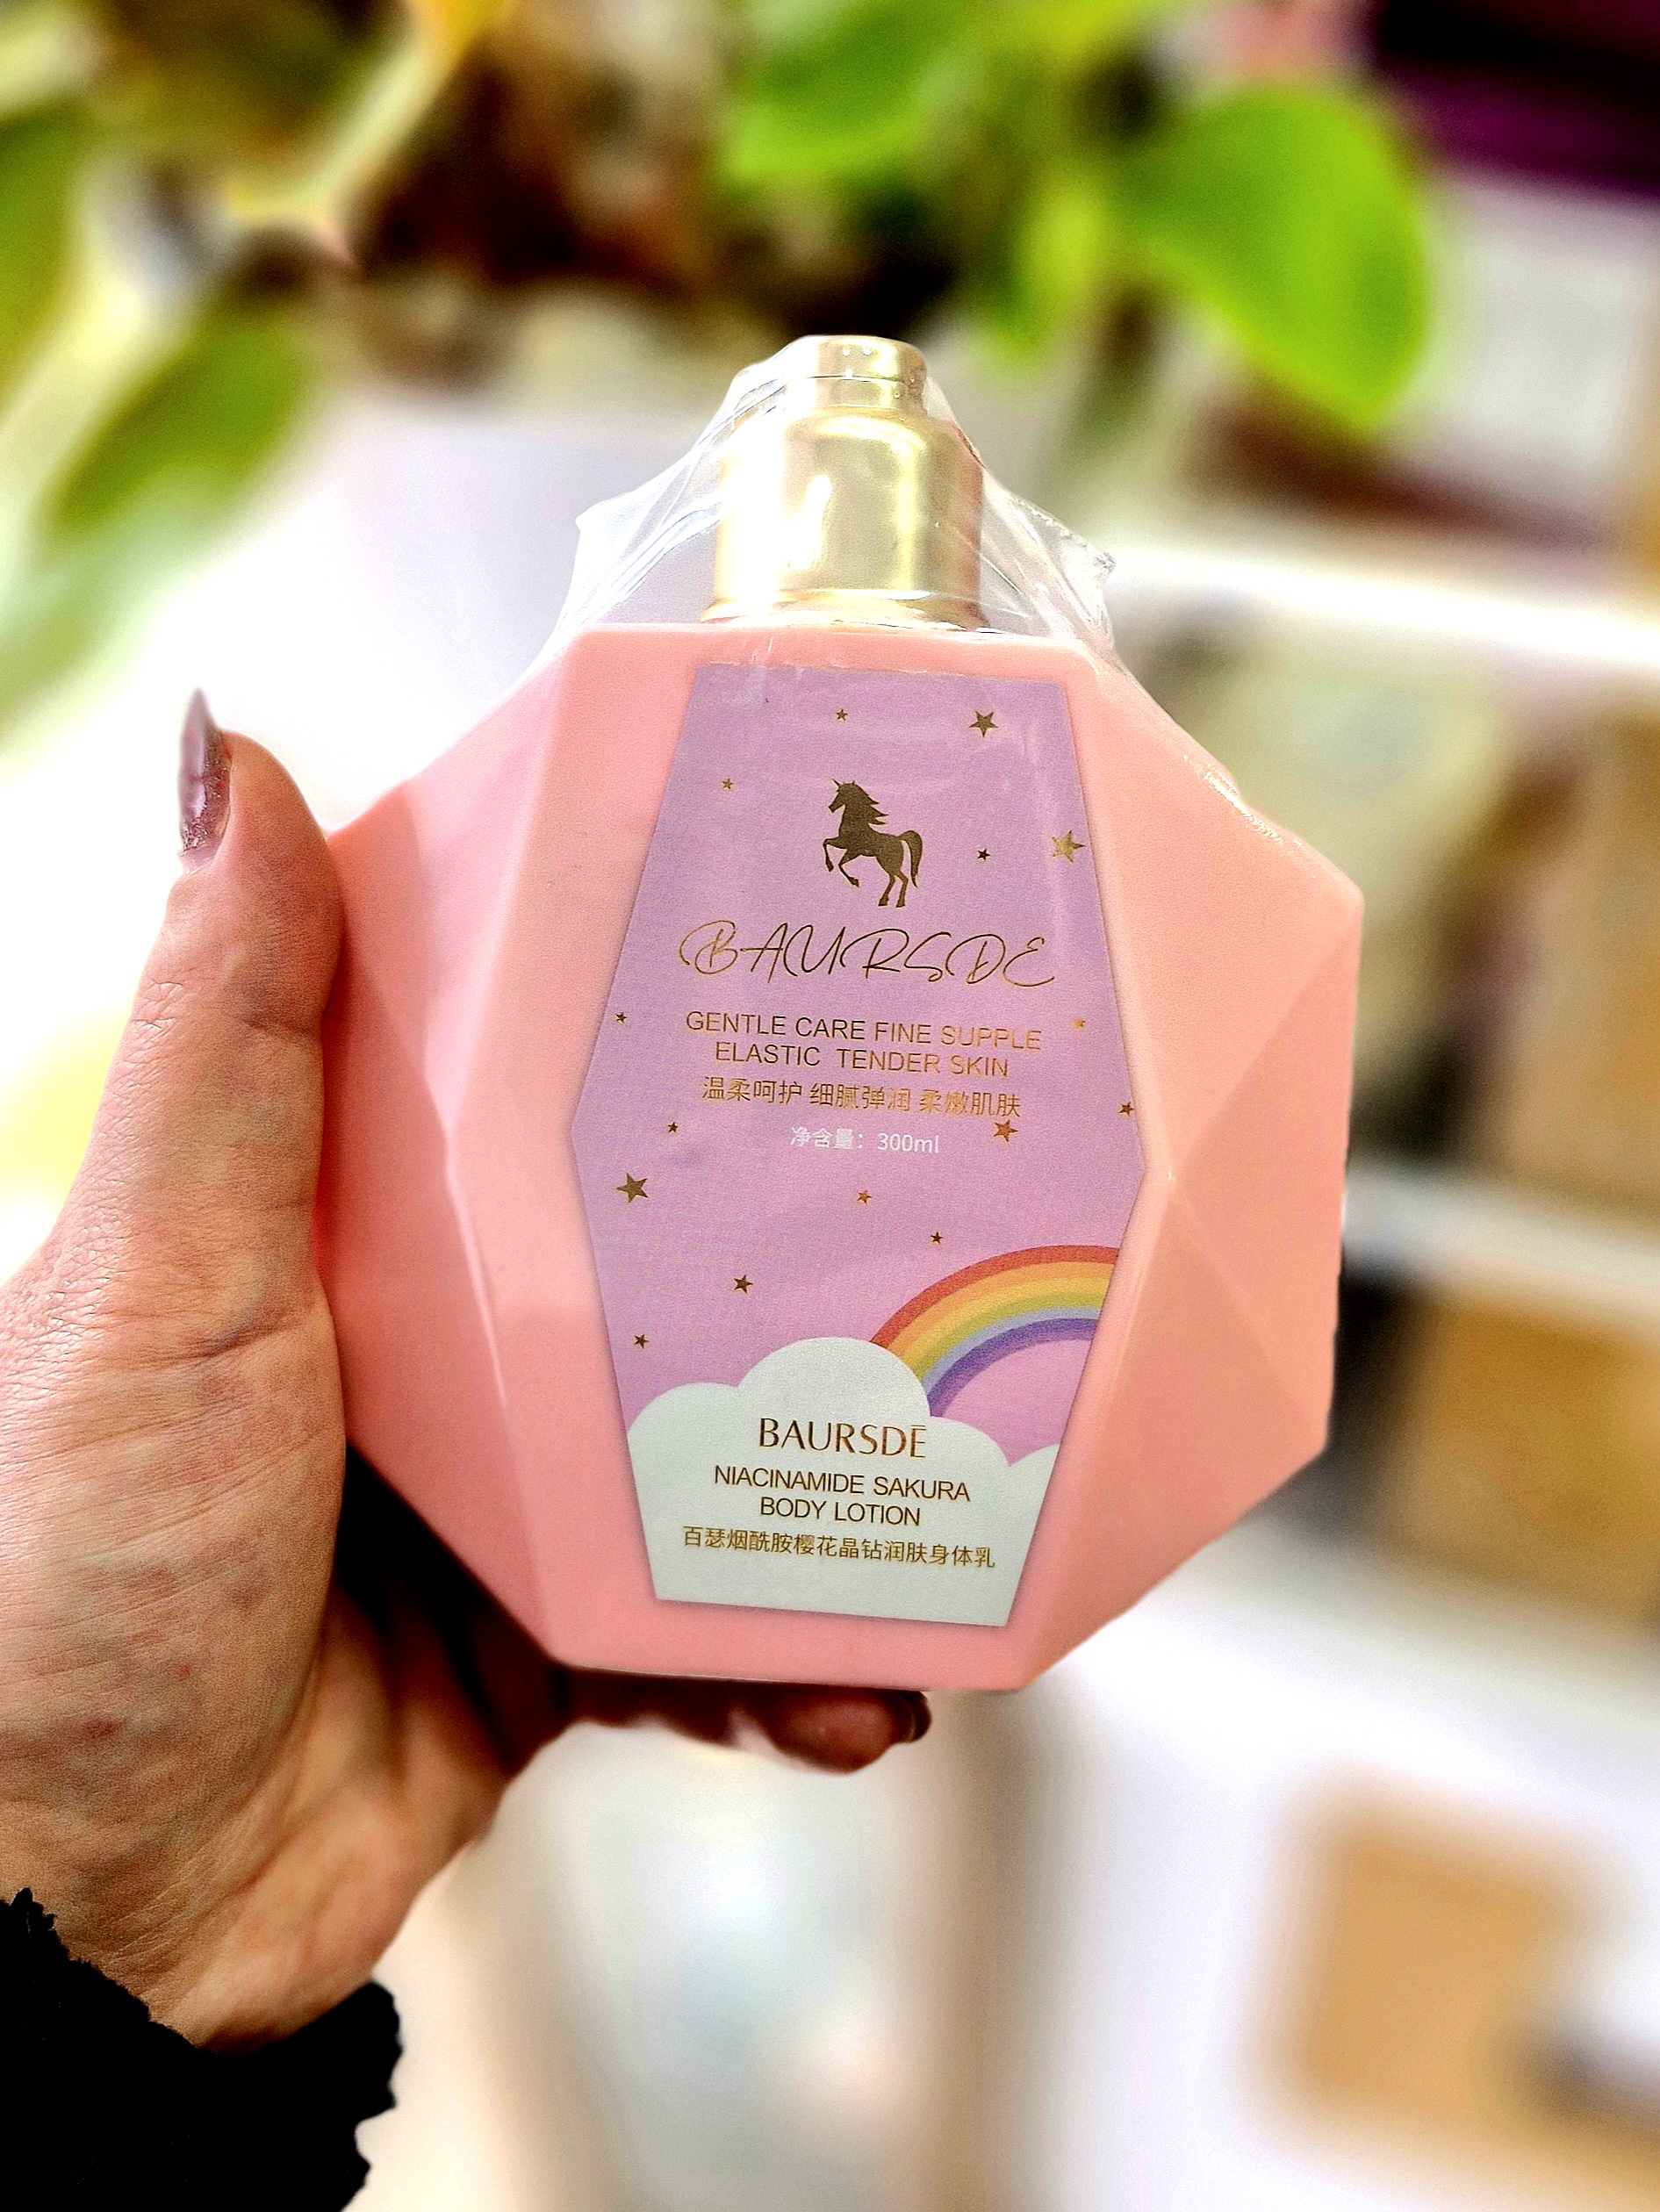 BAURSDE
GENTLE CARE FINE SUPPLE
ELASTIC TENDER SKIN
温柔呵护 细腻弹润 柔嫩肌肤
净含量：300ml
BAURSDĒ
NIACINAMIDE SAKURA
BODY LOTION
百瑟烟酰胺樱花晶钻润肤身体乳